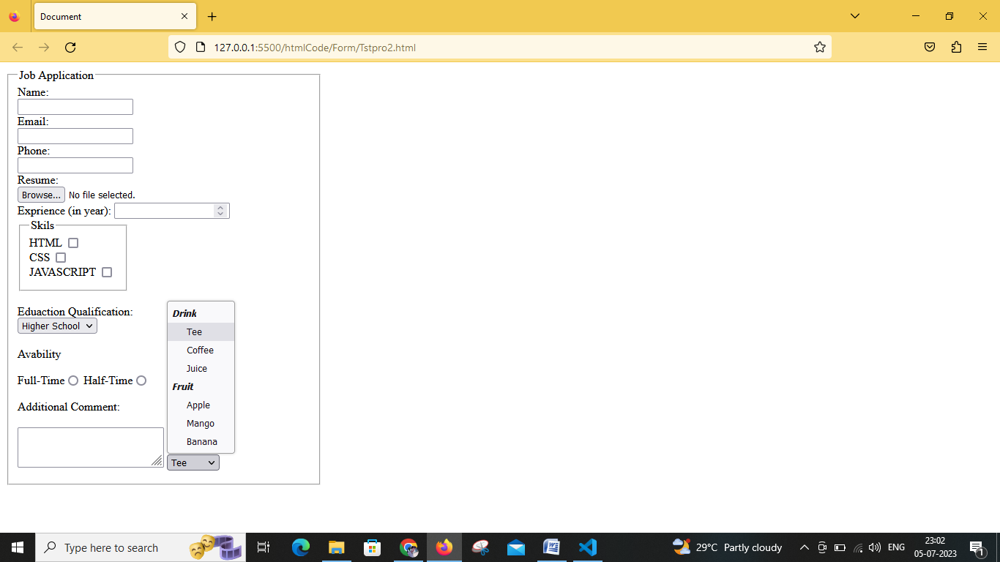 Document
127.0.0.1:5500/htmlCode/Form/Tstpro2.html
Job Application
Name:
Email:
Phone:
Resume:
Browse... No file selected.
Exprience (in year):
Skils
HTML
CSS
JAVASCRIPT
Eduaction Qualification:
Higher School
Avability
Full-Time Half-Time
Additional Comment:
Drink
Tee
Coffee
Juice
Fruit
Apple
Mango
Banana
Tee
Type here to search
29°C Partly cloudy
ENG
23:02
05-07-2023
1